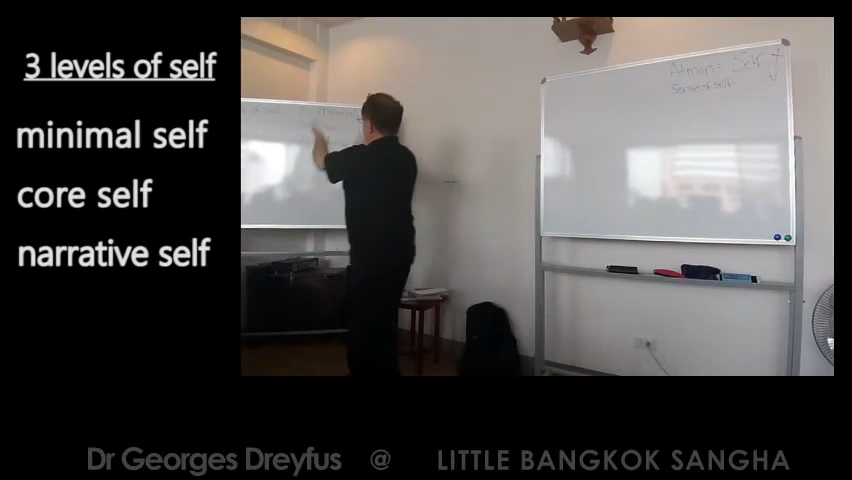 3 levels of self
minimal self
core self
narrative self
Atman = Self
sense of self
Dr Georges Dreyfus @ LITTLE BANGKOK SANGHA